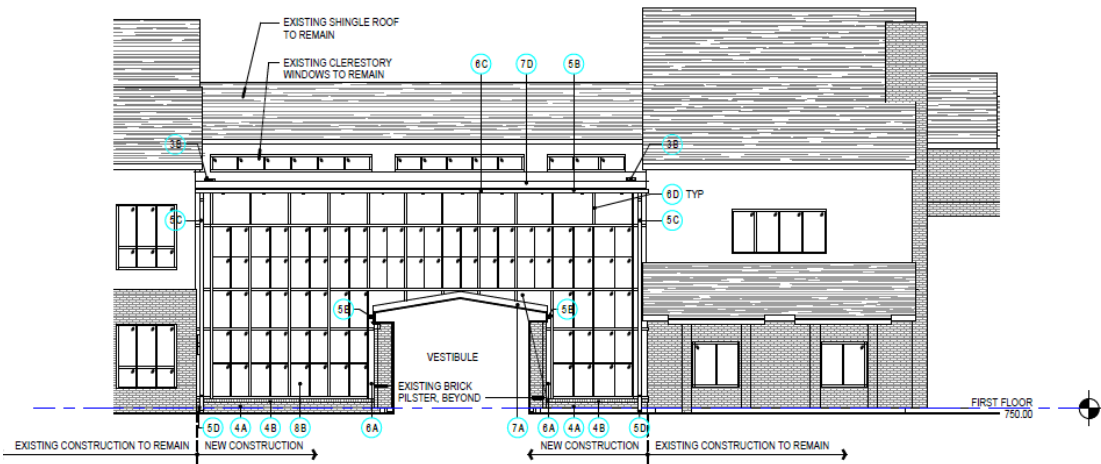 EXISTING SHINGLE ROOF
TO REMAIN
EXISTING CLERESTORY
WINDOWS TO REMAIN
6C
7D
5B
3B
3B
6D TYP
5C
5C
5B
5B
VESTIBULE
EXISTING BRICK
PILSTER, BEYOND
FIRST FLOOR
750.00
5D
4A
4B
8B
6A
7A
6A
4A
4B
5D
EXISTING CONSTRUCTION TO REMAIN
NEW CONSTRUCTION
NEW CONSTRUCTION
EXISTING CONSTRUCTION TO REMAIN